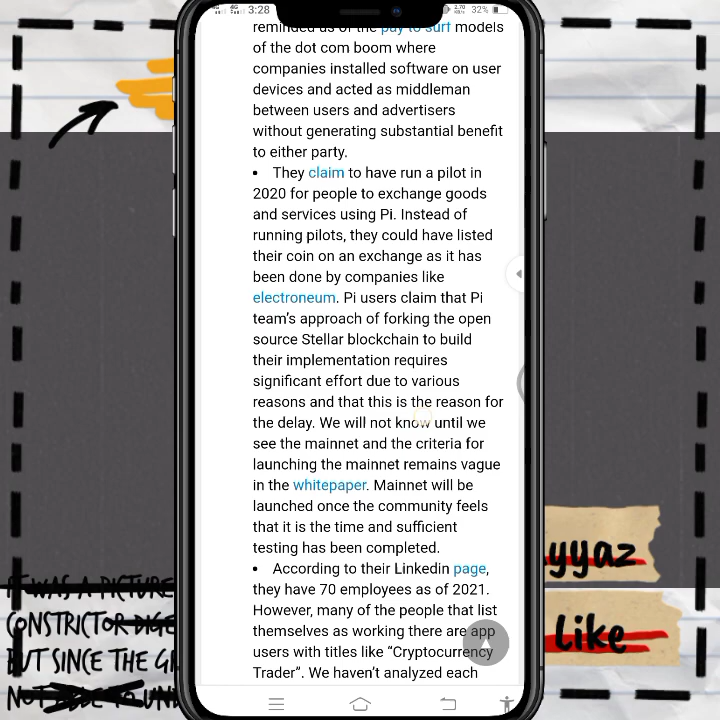 3:28
32%
reminded us of the pay to surf models
of the dot com boom where
companies installed software on user
devices and acted as middleman
between users and advertisers
without generating substantial benefit
to either party.
• They claim to have run a pilot in
2020 for people to exchange goods
and services using Pi. Instead of
running pilots, they could have listed
their coin on an exchange as it has
been done by companies like
electroneum. Pi users claim that Pi
team's approach of forking the open
source Stellar blockchain to build
their implementation requires
significant effort due to various
reasons and that this is the reason for
the delay. We will not know until we
see the mainnet and the criteria for
launching the mainnet remains vague
in the whitepaper. Mainnet will be
launched once the community feels
that it is the time and sufficient
testing has been completed.
• According to their Linkedin page,
they have 70 employees as of 2021.
However, many of the people that list
themselves as working there are app
users with titles like “Cryptocurrency
Trader”. We haven't analyzed each
yyaz
like
IT WAS A PICTURE
CONSTRICTOR DIGE
BUT SINCE THE GR
NOT